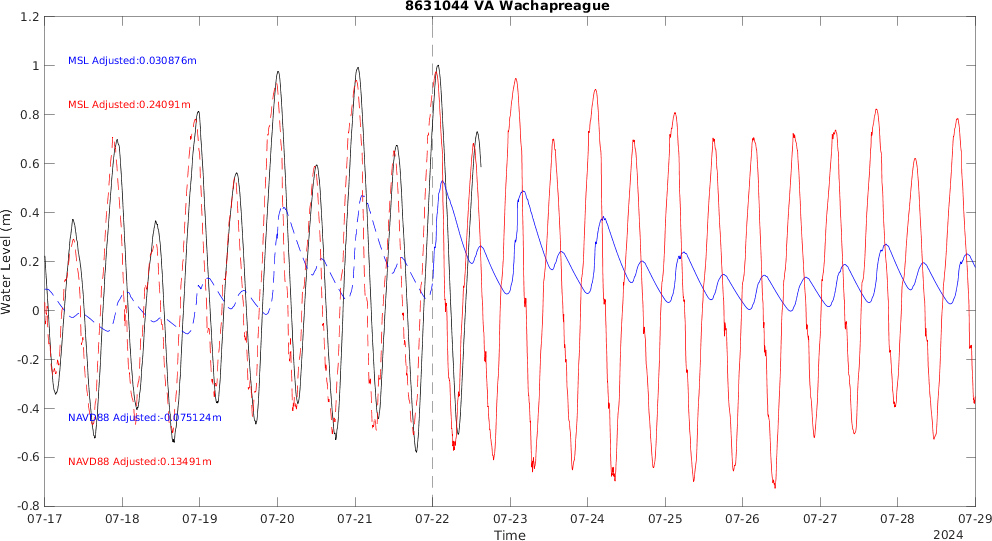 8631044 VA Wachapreague
1.2
1
0.8
0.6
0.4
0.2
0
-0.2
-0.4
-0.6
-0.8
Water Level (m)
MSL Adjusted:0.030876m
MSL Adjusted:0.24091m
NAVD88 Adjusted:-0.075124m
NAVD88 Adjusted:0.13491m
07-17 07-18 07-19 07-20 07-21 07-22 07-23 07-24 07-25 07-26 07-27 07-28 07-29
Time
2024